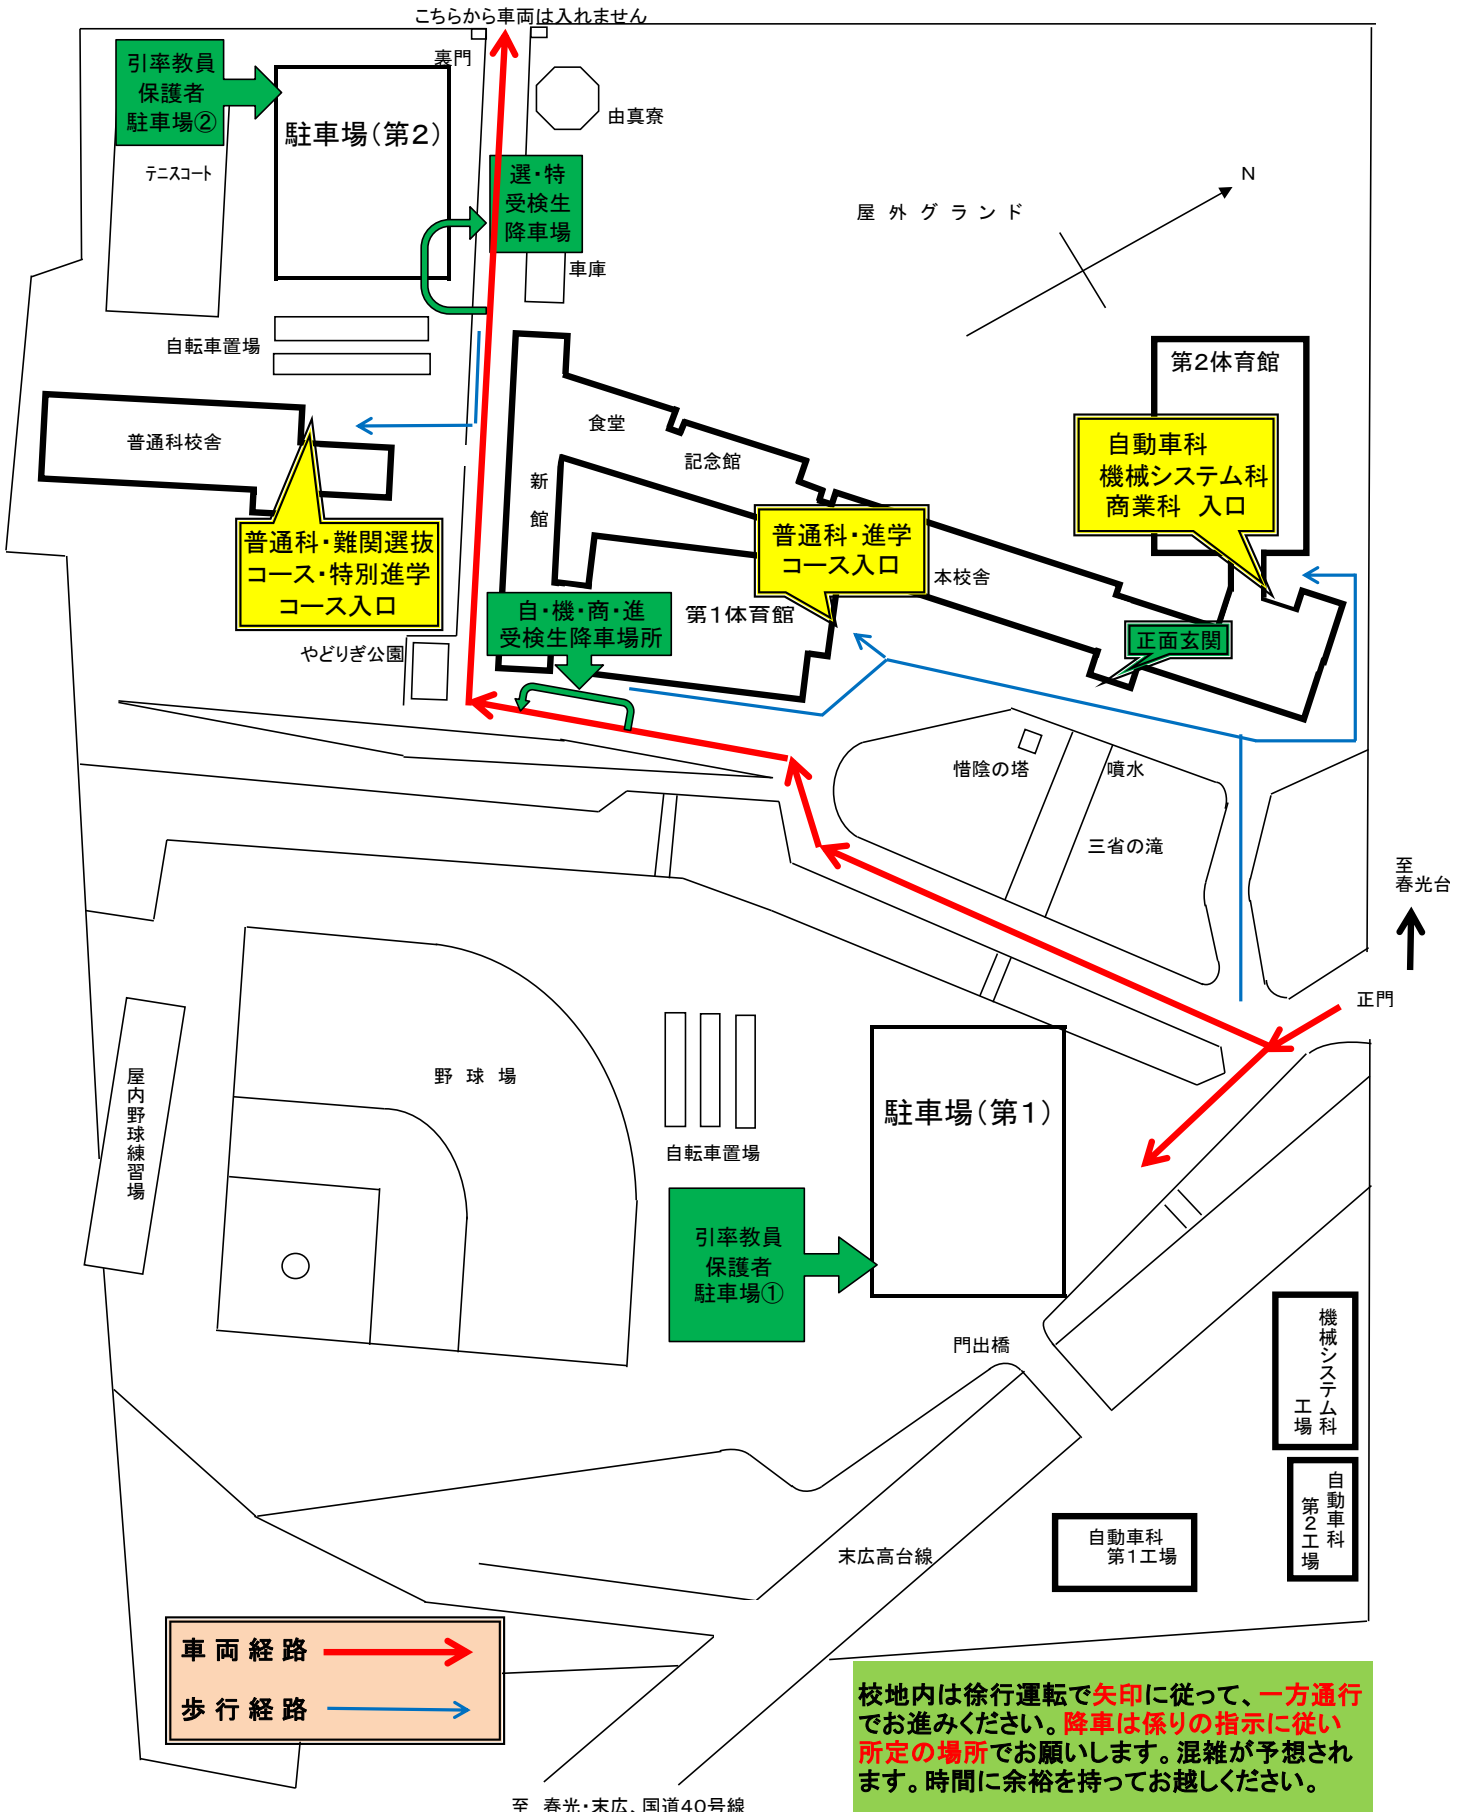 こちらから車両は入れません
裏門
引率教員
保護者
駐車場②
駐車場(第2)
由真寮
テニスコート
選・特
受検生
降車場
N
屋外グランド
車庫
自転車置場
第2体育館
普通科校舎
食堂
記念館
新館
自動車科
機械システム科
商業科 入口
普通科・難関選抜
コース・特別進学
コース入口
普通科・進学
コース入口
本校舎
自・機・商・進
受検生降車場所
第1体育館
正面玄関
やどりぎ公園
惜陰の塔
噴水
三省の滝
至
春光台
正門
屋内野球練習場
野球場
駐車場(第1)
自転車置場
引率教員
保護者
駐車場①
門出橋
機械システム科
工場
自動車科
第2工場
自動車科
第1工場
末広高台線
車両経路
歩行経路
校地内は徐行運転で矢印に従って、一方通行
でお進みください。降車は係りの指示に従い
所定の場所でお願いします。混雑が予想され
ます。時間に余裕を持ってお越しください。
至 春光・末広、国道40号線